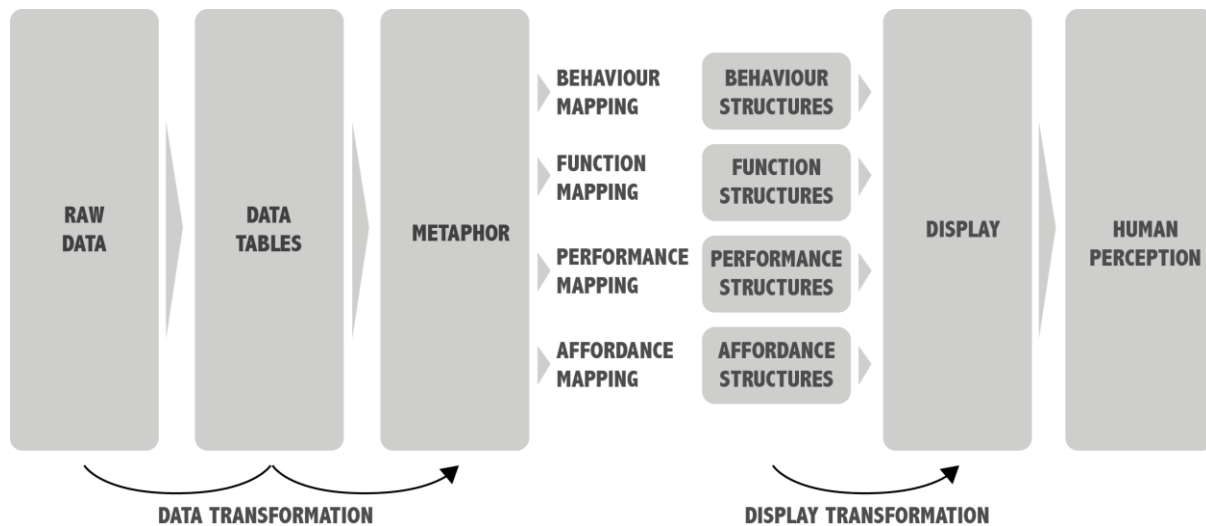 RAW
DATA
DATA
TABLES
METAPHOR
BEHAVIOUR
MAPPING
FUNCTION
MAPPING
PERFORMANCE
MAPPING
AFFORDANCE
MAPPING
BEHAVIOUR
STRUCTURES
FUNCTION
STRUCTURES
PERFORMANCE
STRUCTURES
AFFORDANCE
STRUCTURES
DISPLAY
HUMAN
PERCEPTION
DATA TRANSFORMATION
DISPLAY TRANSFORMATION